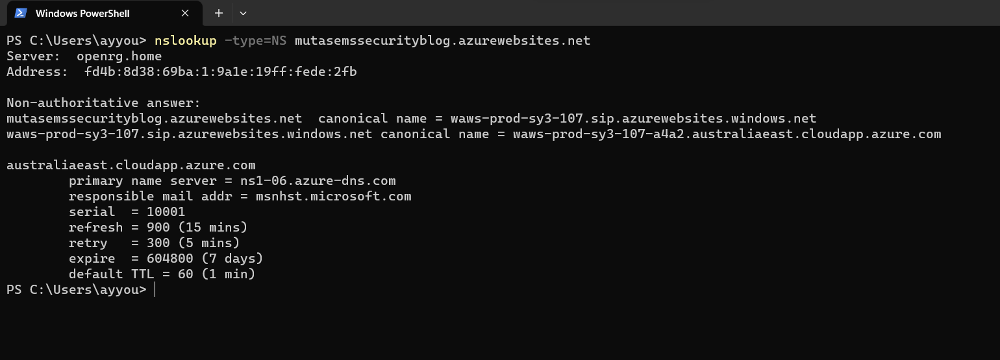 Windows PowerShell
PS C:\Users\ayyou> nslookup -type=NS mutasemssecurityblog.azurewebsites.net
Server:  openrg.home
Address:  fd4b:8d38:69ba:1:9a1e:19ff:fede:2fb
Non-authoritative answer:
mutasemssecurityblog.azurewebsites.net  canonical name = waws-prod-sy3-107.sip.azurewebsites.windows.net
waws-prod-sy3-107.sip.azurewebsites.windows.net canonical name = waws-prod-sy3-107-a4a2.australiaeast.cloudapp.azure.com
australiaeast.cloudapp.azure.com
        primary name server = ns1-06.azure-dns.com
        responsible mail addr = msnhst.microsoft.com
        serial  = 10001
        refresh = 900 (15 mins)
        retry   = 300 (5 mins)
        expire  = 604800 (7 days)
        default TTL = 60 (1 min)
PS C:\Users\ayyou>